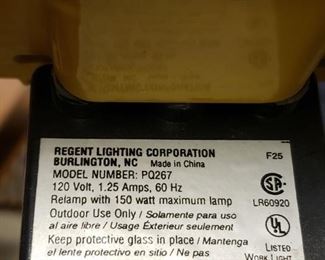 REGENT LIGHTING CORPORATION
BURLINGTON, NC Made in China
F25
MODEL NUMBER: PQ267
120 Volt, 1.25 Amps, 60 Hz
Relamp with 150 watt maximum lamp
LR60920
Outdoor Use Only / Solamente para uso
al aire libre / Usage Extérieur seulement
Keep protective glass in place / Mantenga
el lente protectivo en sitio / Ne pas
UL
LISTED
WORK LIGHT